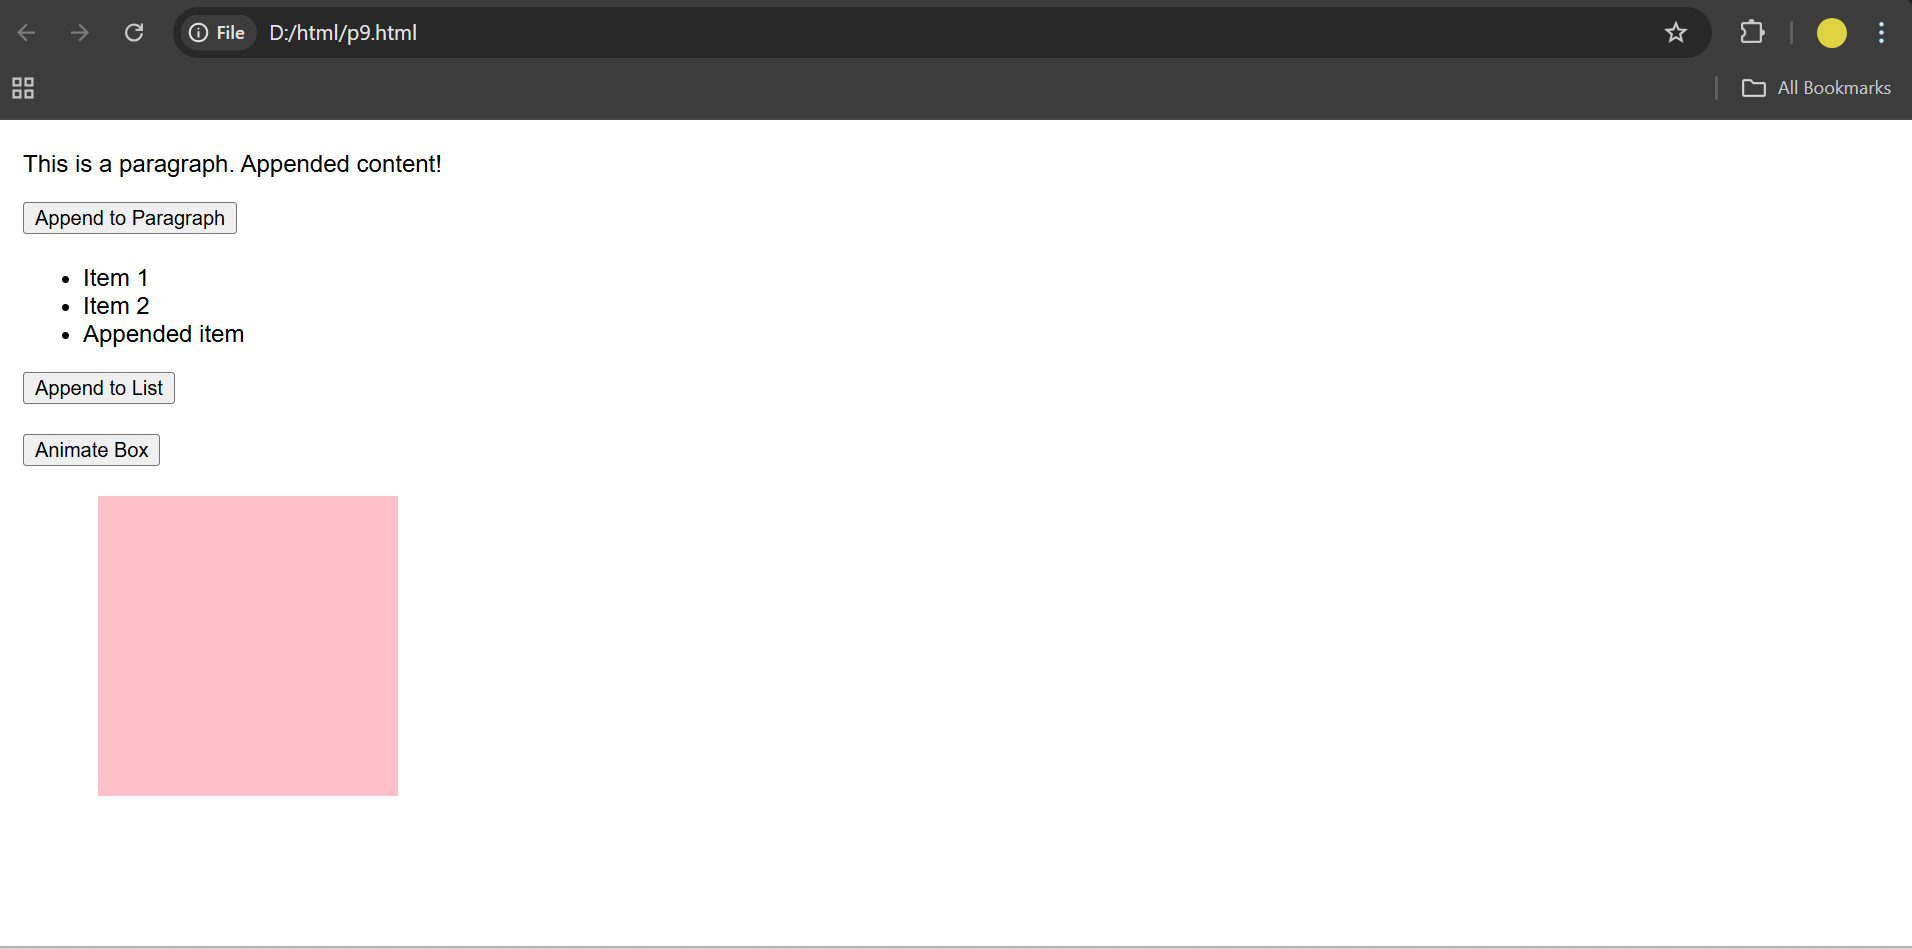 File D:/html/p9.html
All Bookmarks
This is a paragraph. Appended content!
Append to Paragraph
Item 1
Item 2
Appended item
Append to List
Animate Box